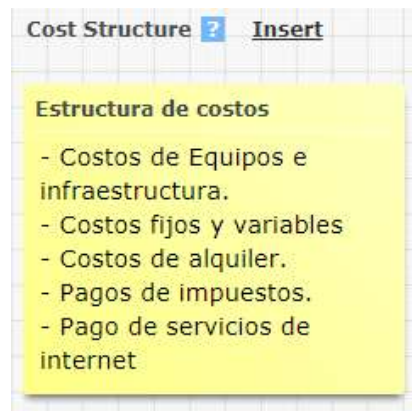 Cost Structure ? Insert
Estructura de costos
- Costos de Equipos e
infraestructura.
- Costos fijos y variables
- Costos de alquiler.
- Pagos de impuestos.
- Pago de servicios de
internet